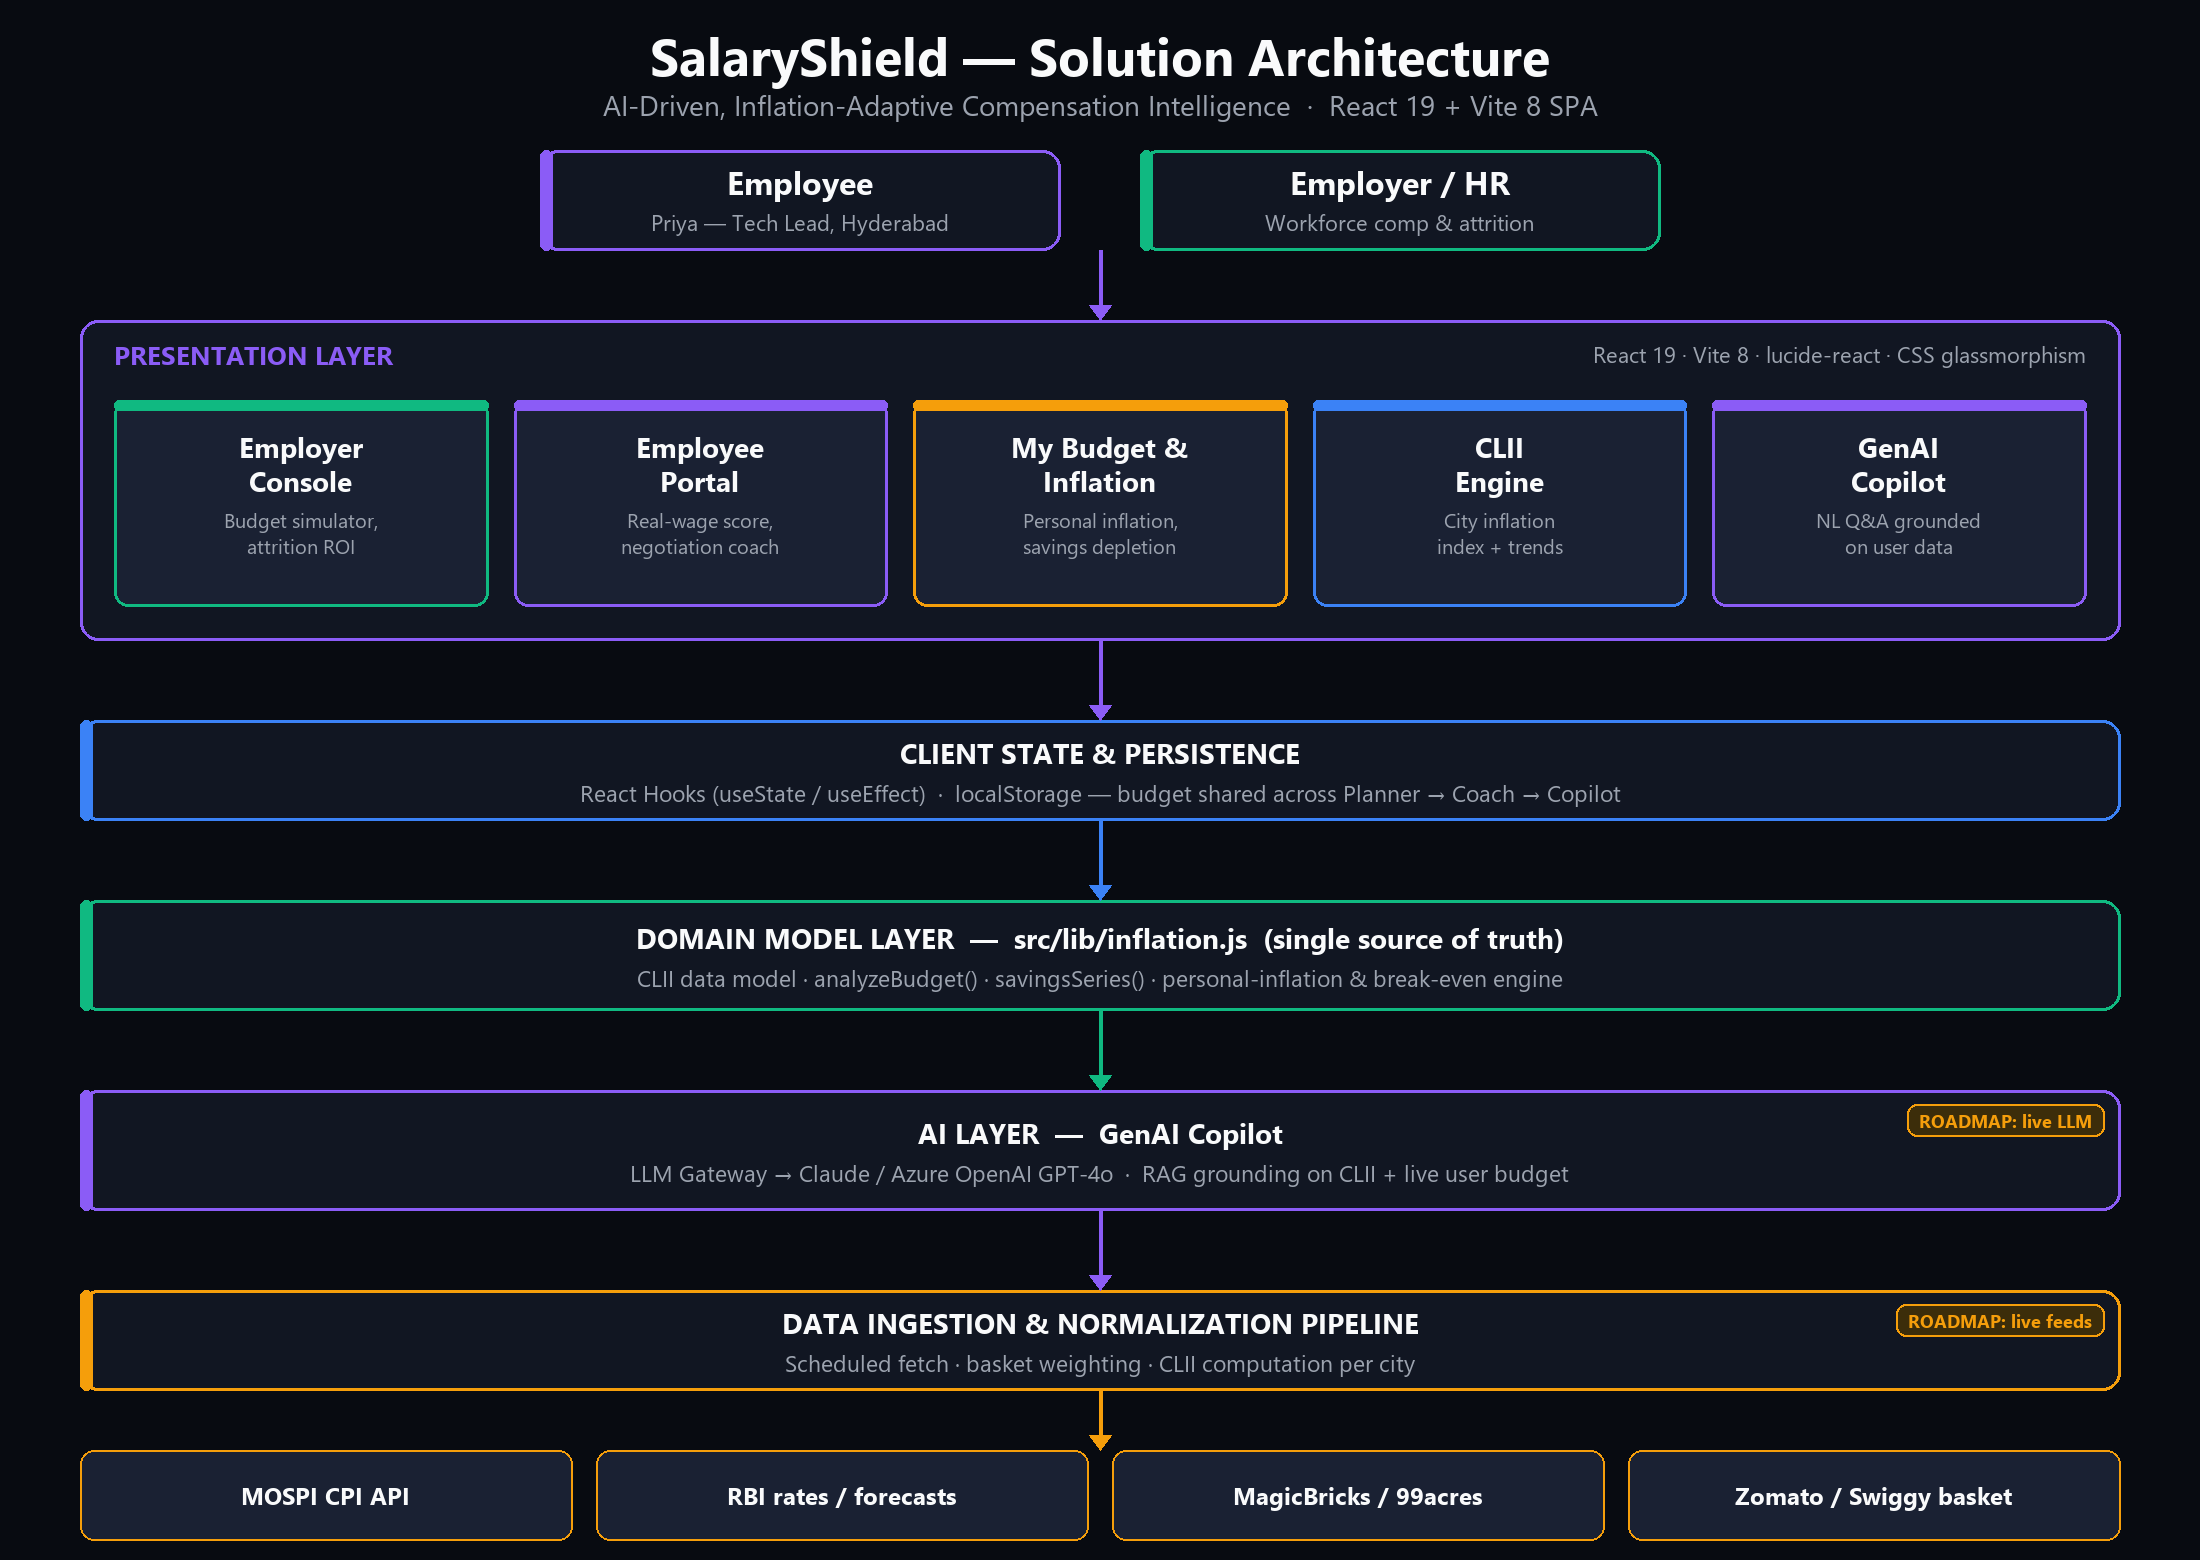 SalaryShield — Solution Architecture
AI-Driven, Inflation-Adaptive Compensation Intelligence · React 19 + Vite 8 SPA
Employee
Priya — Tech Lead, Hyderabad
Employer / HR
Workforce comp & attrition
PRESENTATION LAYER
React 19 · Vite 8 · lucide-react · CSS glassmorphism
Employer
Console
Budget simulator,
attrition ROI
Employee
Portal
Real-wage score,
negotiation coach
My Budget &
Inflation
Personal inflation,
savings depletion
CLII
Engine
City inflation
index + trends
GenAI
Copilot
NL Q&A grounded
on user data
CLIENT STATE & PERSISTENCE
React Hooks (useState / useEffect) · localStorage — budget shared across Planner → Coach → Copilot
DOMAIN MODEL LAYER — src/lib/inflation.js (single source of truth)
CLII data model · analyzeBudget() · savingsSeries() · personal-inflation & break-even engine
AI LAYER — GenAI Copilot
ROADMAP: live LLM
LLM Gateway → Claude / Azure OpenAI GPT-4o · RAG grounding on CLII + live user budget
DATA INGESTION & NORMALIZATION PIPELINE
ROADMAP: live feeds
Scheduled fetch · basket weighting · CLII computation per city
MOSPI CPI API
RBI rates / forecasts
MagicBricks / 99acres
Zomato / Swiggy basket